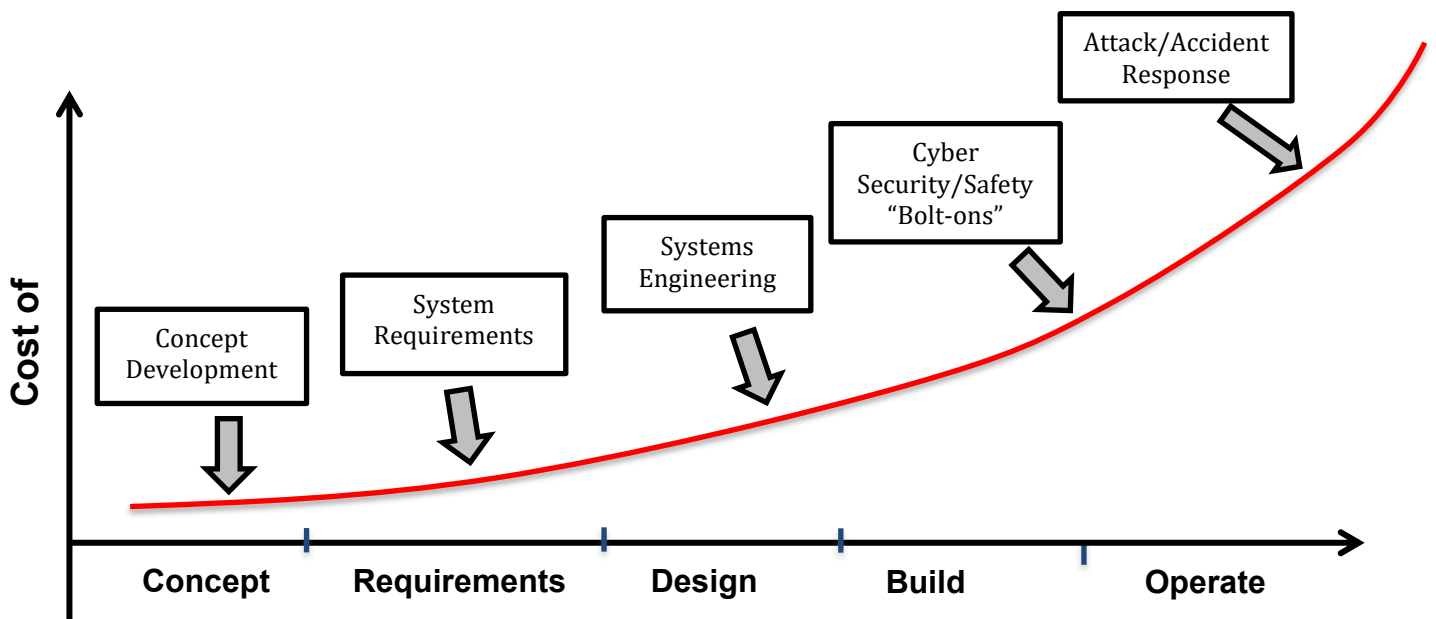 Attack/Accident
Response
Cyber
Security/Safety
“Bolt-ons”
Systems
Engineering
System
Requirements
Concept
Development
Cost of
Concept
Requirements
Design
Build
Operate